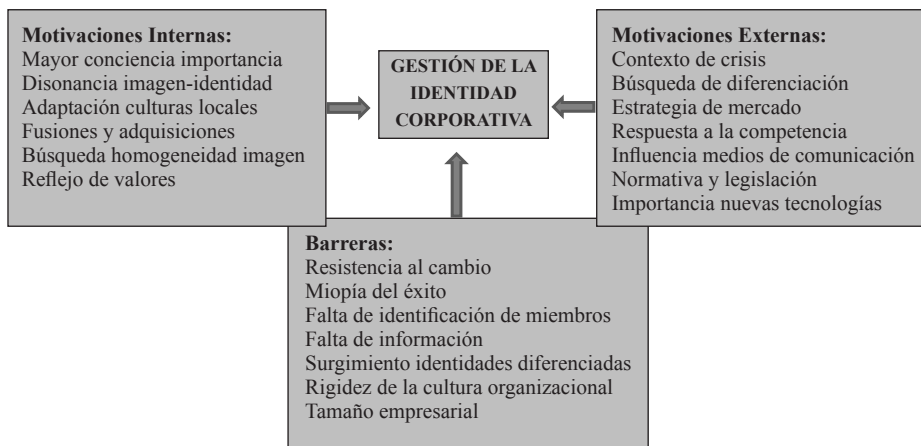 Motivaciones Internas:
Mayor conciencia importancia
Disonancia imagen-identidad
Adaptación culturas locales
Fusiones y adquisiciones
Búsqueda homogeneidad imagen
Reflejo de valores
GESTIÓN DE LA
IDENTIDAD
CORPORATIVA
Motivaciones Externas:
Contexto de crisis
Búsqueda de diferenciación
Estrategia de mercado
Respuesta a la competencia
Influencia medios de comunicación
Normativa y legislación
Importancia nuevas tecnologías
Barreras:
Resistencia al cambio
Miopía del éxito
Falta de identificación de miembros
Falta de información
Surgimiento identidades diferenciadas
Rigidez de la cultura organizacional
Tamaño empresarial